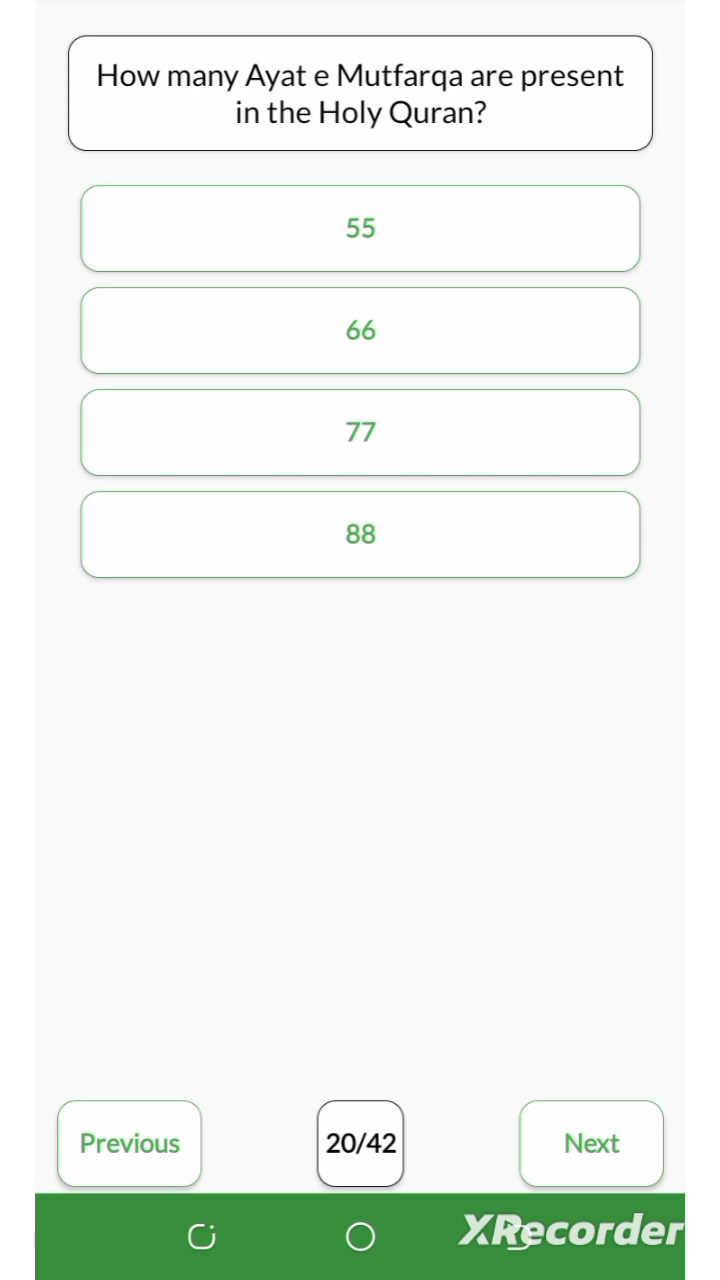 How many Ayat e Mutfarqa are present
in the Holy Quran?
55
66
77
88
Previous
20/42
Next
XRecorder